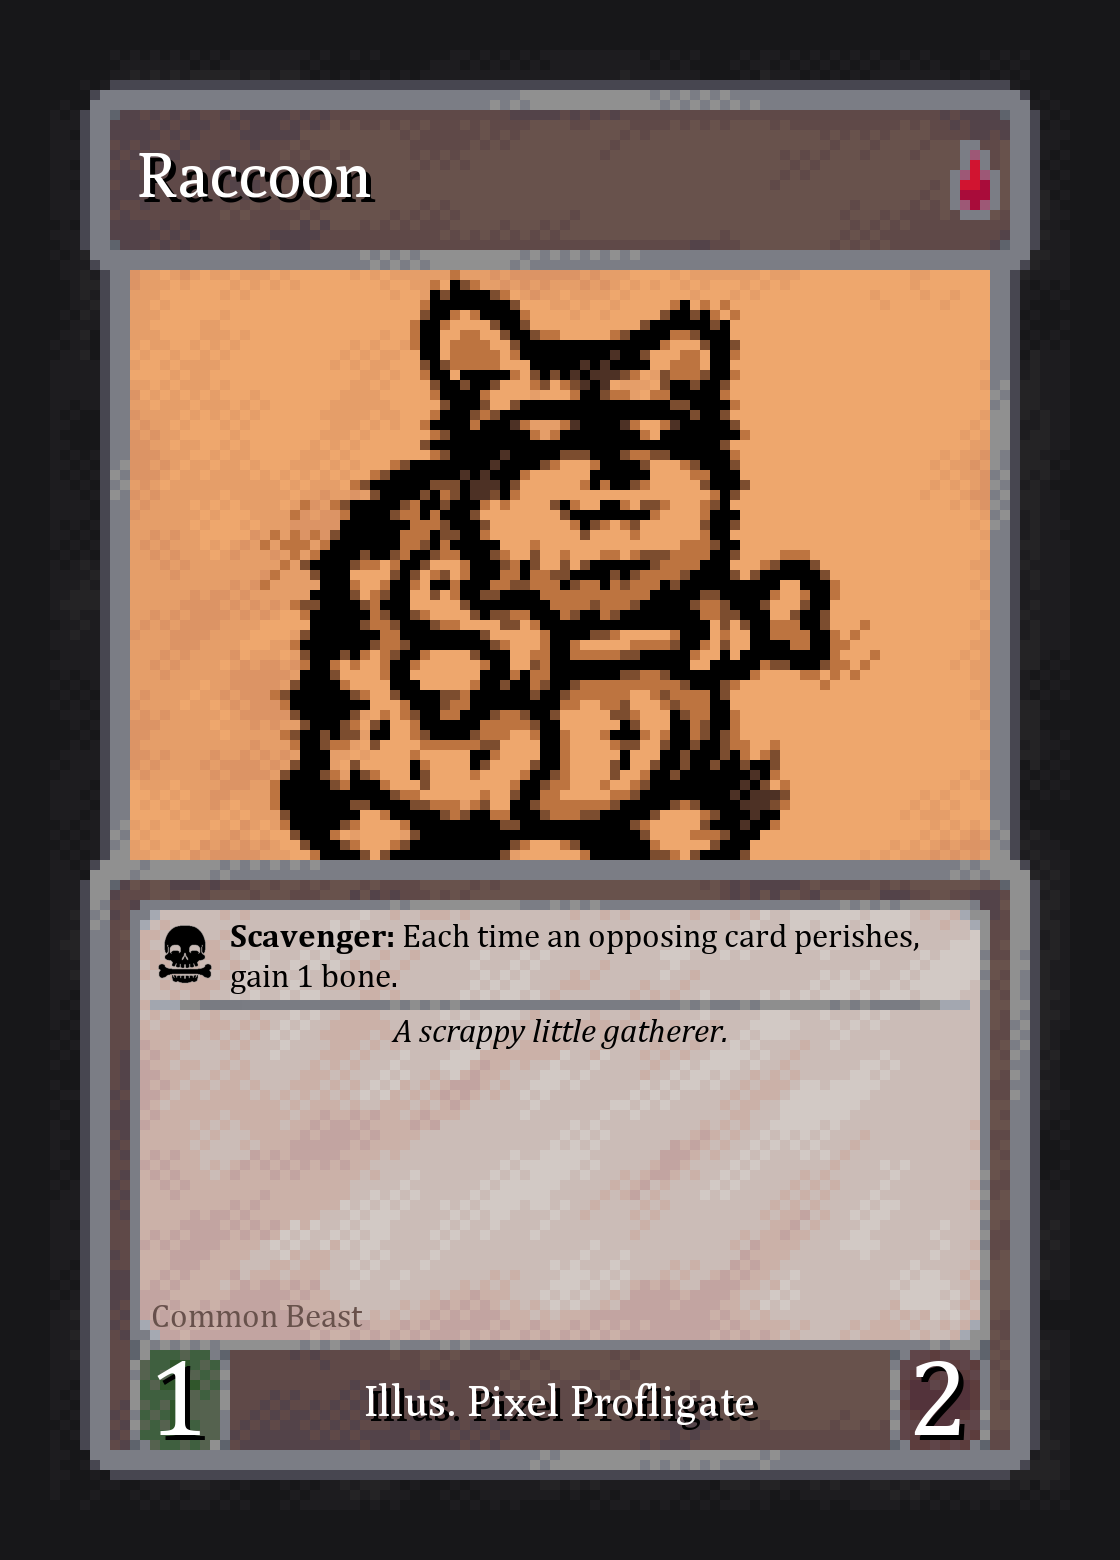 Raccoon
Scavenger: Each time an opposing card perishes,
gain 1 bone.
A scrappy little gatherer.
Common Beast
1
Illus. Pixel Profligate
2